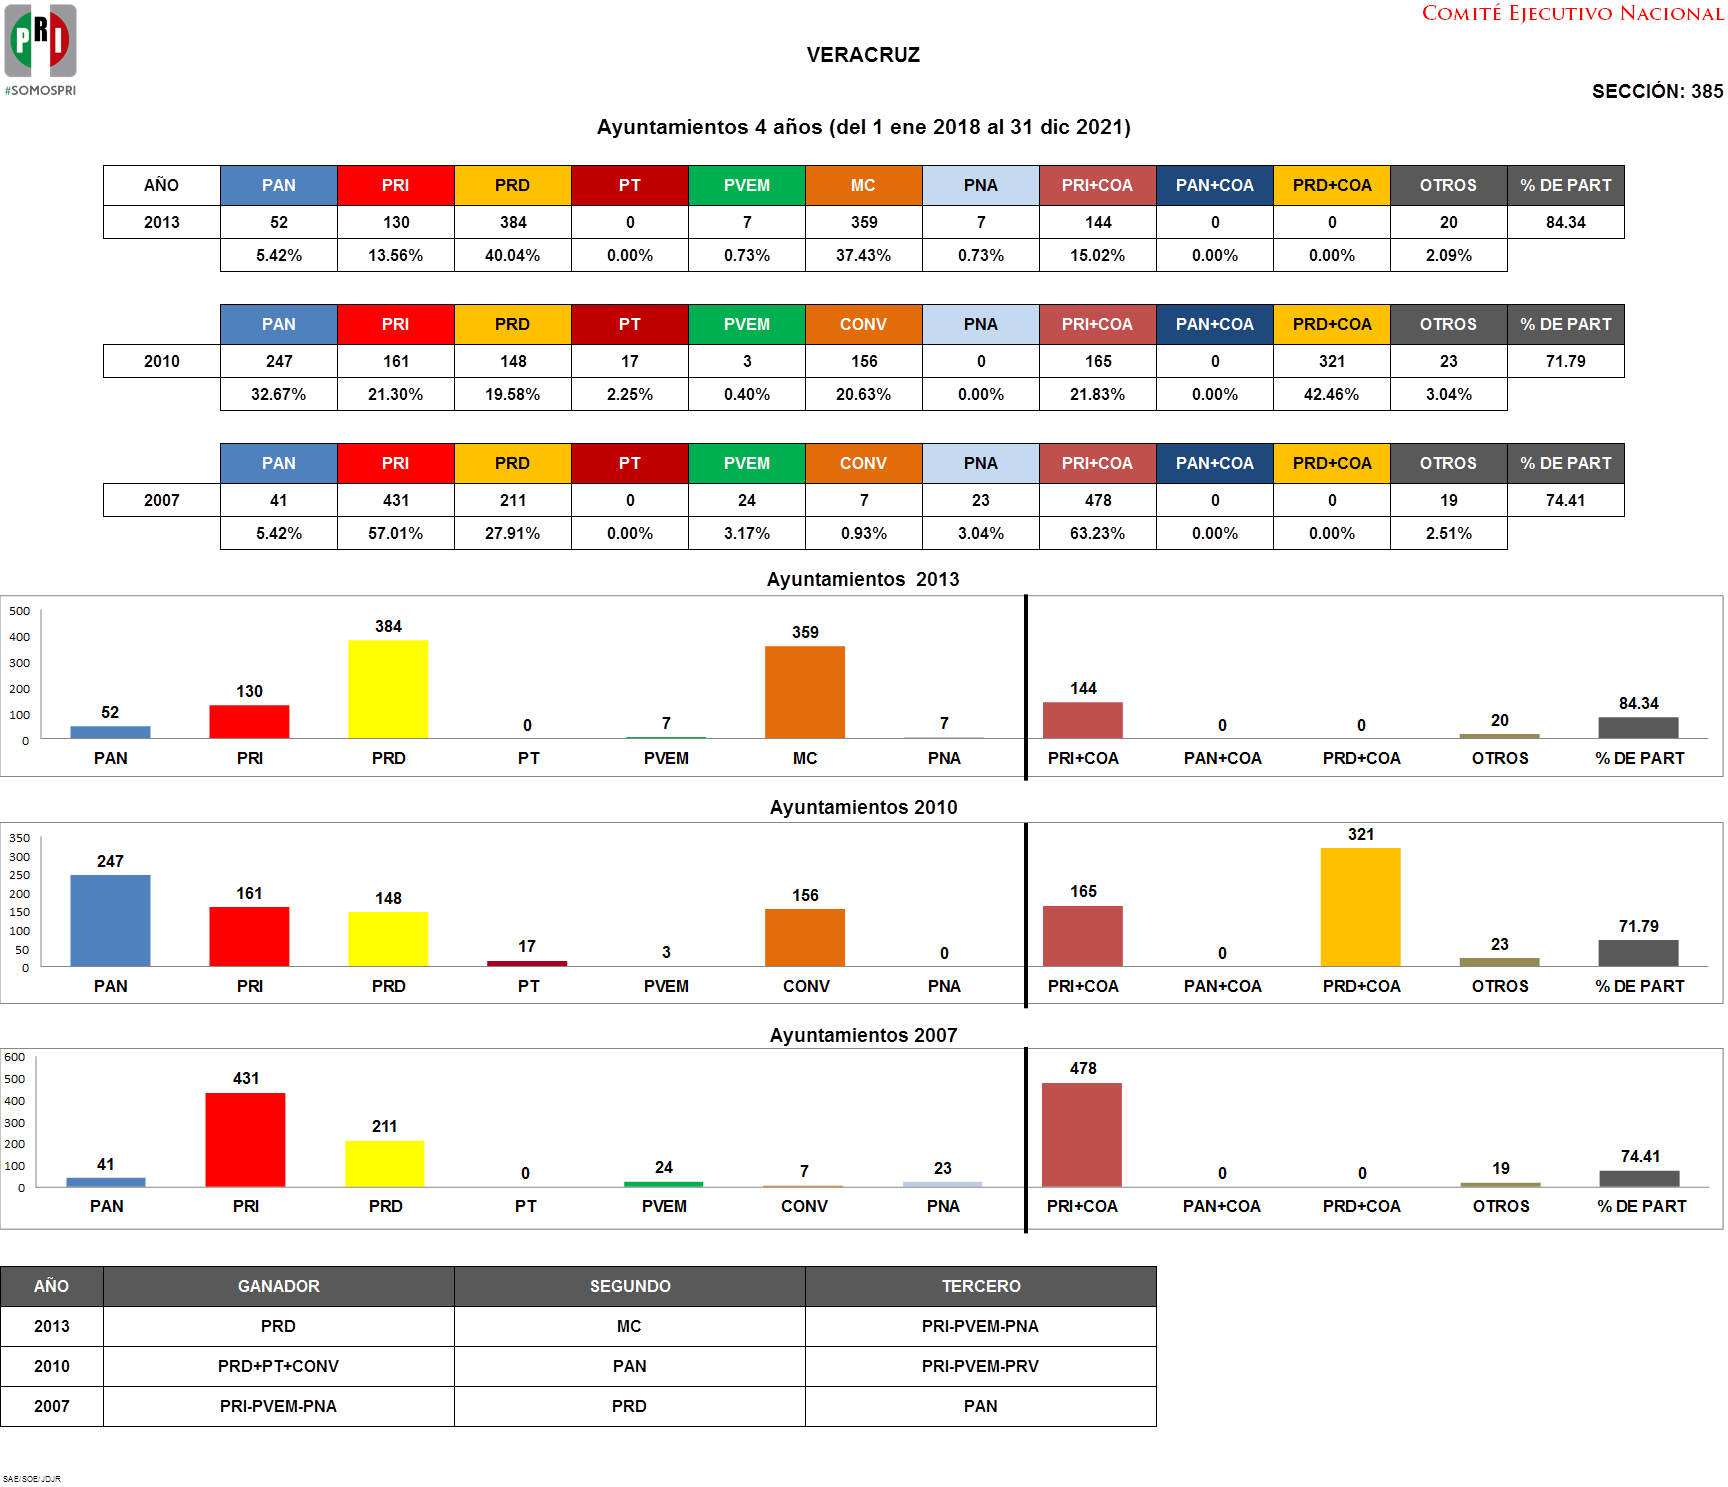 COMITÉ EJECUTIVO NACIONAL
PRI
#SOMOSPRI
VERACRUZ
SECCIÓN: 385
Ayuntamientos 4 años (del 1 ene 2018 al 31 dic 2021)
AÑO PAN PRI PRD PT PVEM MC PNA PRI+COA PAN+COA PRD+COA OTROS % DE PART
2013 52 130 384 0 7 359 7 144 0 0 20 84.34
5.42% 13.56% 40.04% 0.00% 0.73% 37.43% 0.73% 15.02% 0.00% 0.00% 2.09%
PAN PRI PRD PT PVEM CONV PNA PRI+COA PAN+COA PRD+COA OTROS % DE PART
2010 247 161 148 17 3 156 0 165 0 321 23 71.79
32.67% 21.30% 19.58% 2.25% 0.40% 20.63% 0.00% 21.83% 0.00% 42.46% 3.04%
PAN PRI PRD PT PVEM CONV PNA PRI+COA PAN+COA PRD+COA OTROS % DE PART
2007 41 431 211 0 24 7 23 478 0 0 19 74.41
5.42% 57.01% 27.91% 0.00% 3.17% 0.93% 3.04% 63.23% 0.00% 0.00% 2.51%
Ayuntamientos 2013
500
400
300
200
100
0
52 130 384 0 7 359 7 144 0 0 20 84.34
PAN PRI PRD PT PVEM MC PNA PRI+COA PAN+COA PRD+COA OTROS % DE PART
Ayuntamientos 2010
350
300
250
200
150
100
50
0
247 161 148 17 3 156 0 165 0 321 23 71.79
PAN PRI PRD PT PVEM CONV PNA PRI+COA PAN+COA PRD+COA OTROS % DE PART
Ayuntamientos 2007
600
500
400
300
200
100
0
41 431 211 0 24 7 23 478 0 0 19 74.41
PAN PRI PRD PT PVEM CONV PNA PRI+COA PAN+COA PRD+COA OTROS % DE PART
AÑO GANADOR SEGUNDO TERCERO
2013 PRD MC PRI-PVEM-PNA
2010 PRD+PT+CONV PAN PRI-PVEM-PRV
2007 PRI-PVEM-PNA PRD PAN
SAE/SOE/JDJR